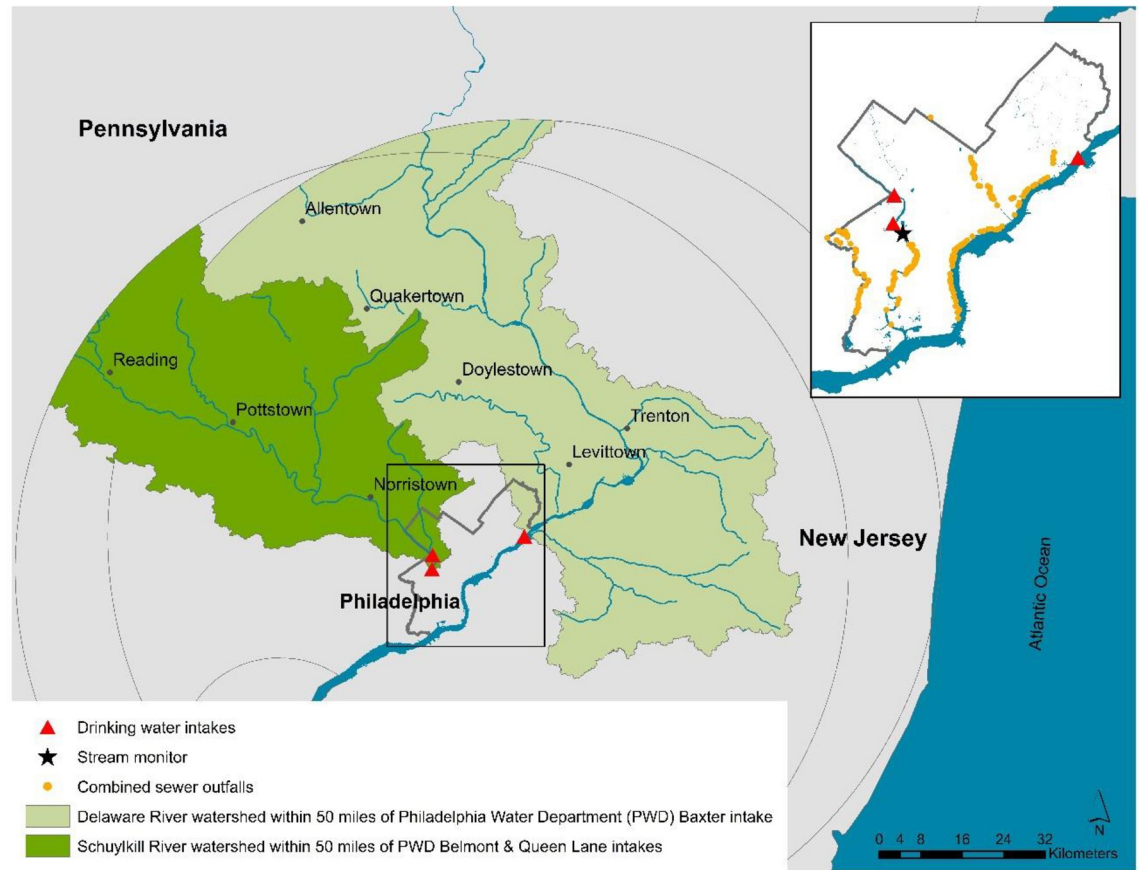 Pennsylvania
Allentown
Quakertown
Reading
Doylestown
Pottstown
Trenton
Levittown
Norristown
New Jersey
Philadelphia
Atlantic Ocean
Drinking water intakes
Stream monitor
Combined sewer outfalls
Delaware River watershed within 50 miles of Philadelphia Water Department (PWD) Baxter intake
Schuylkill River watershed within 50 miles of PWD Belmont & Queen Lane intakes
N
0 4 8 16 24 32
Kilometers